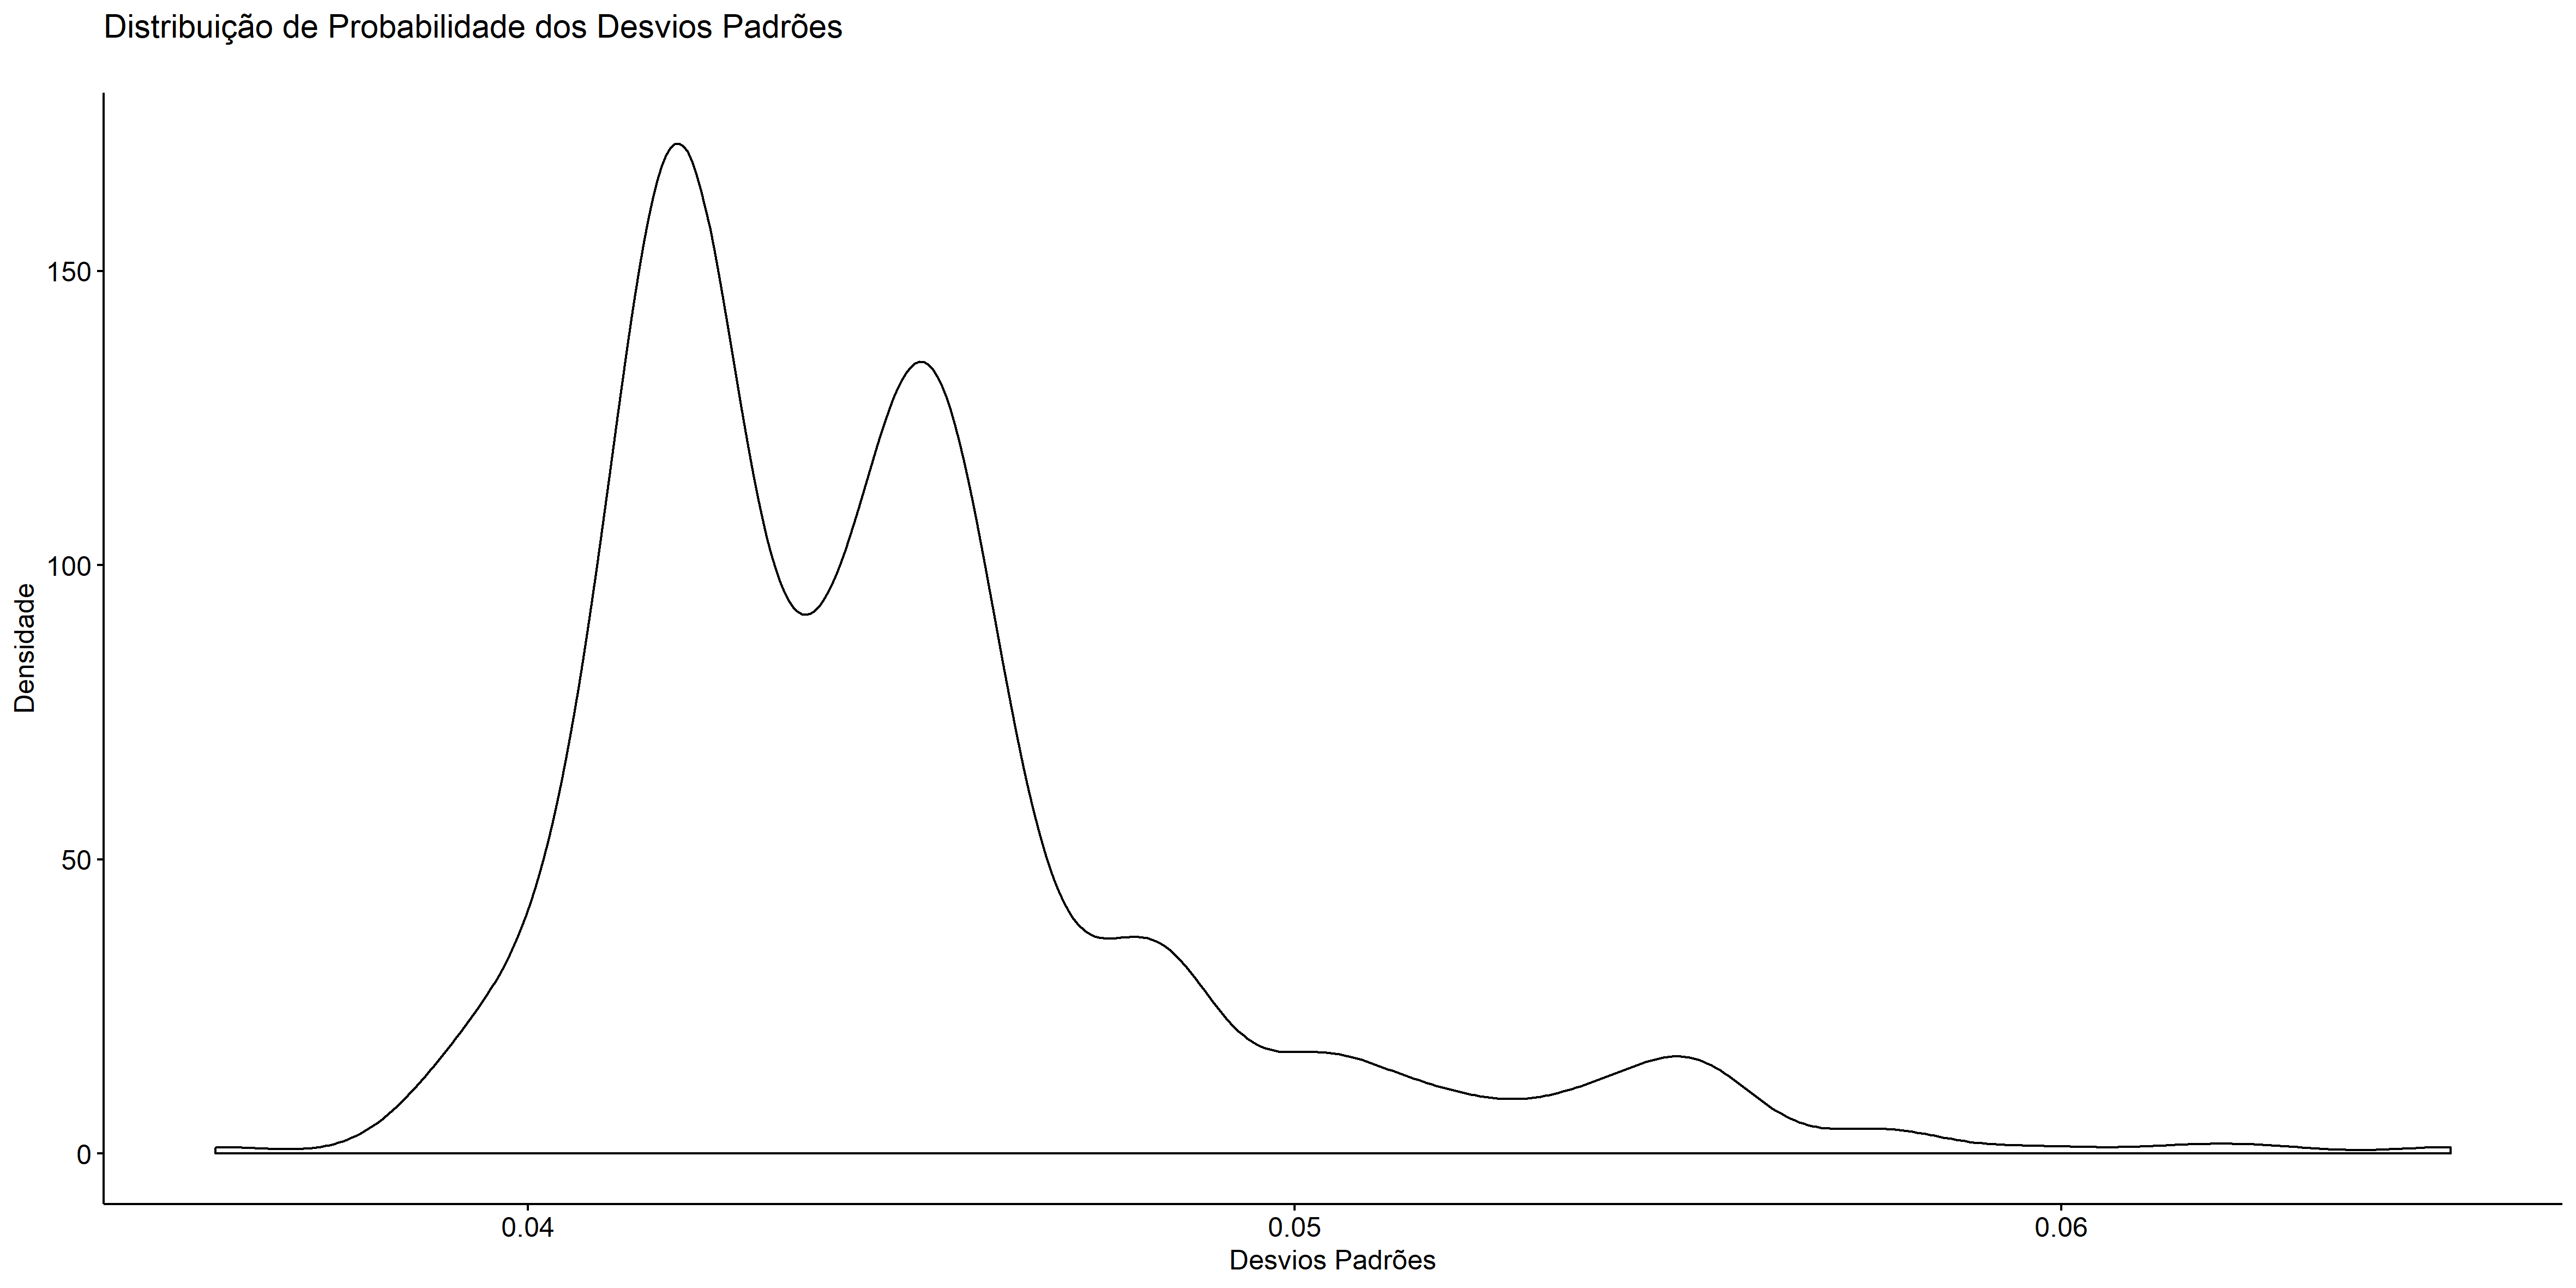 Distribuição de Probabilidade dos Desvios Padrões
Densidade
150
100
50
0
0.04
0.05
0.06
Desvios Padrões